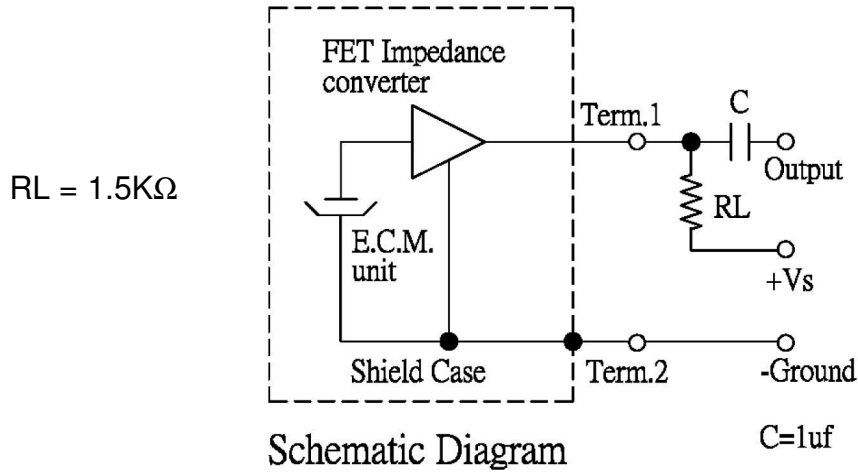 FET Impedance
converter
Term.1
C
Output
RL = 1.5KΩ
RL
E.C.M.
unit
+Vs
Shield Case
Term.2
-Ground
Schematic Diagram
C=1uf